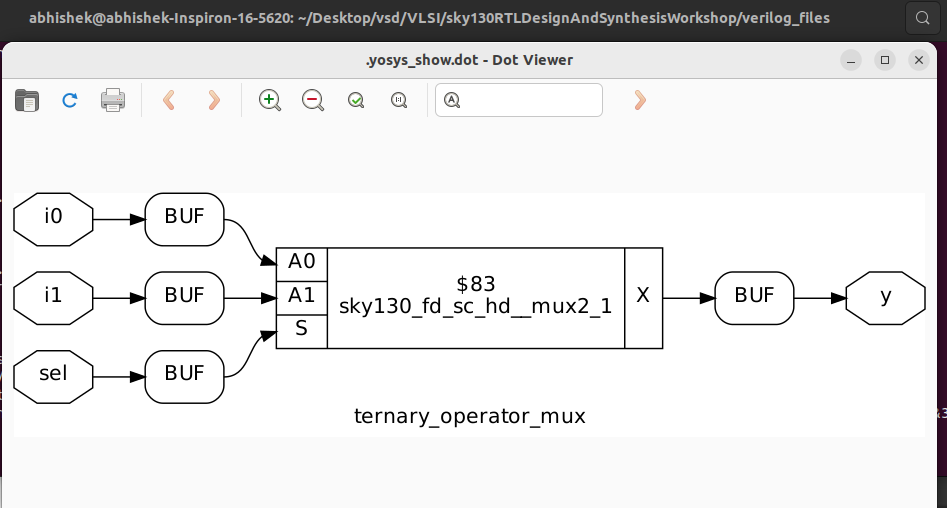 abhishek@abhishek-Inspiron-16-5620: ~/Desktop/vsd/VLSI/sky130RTLDesignAndSynthesisWorkshop/verilog_files
.yosys_show.dot - Dot Viewer
i0
BUF
A0
i1
BUF
A1
$83
sky130_fd_sc_hd__mux2_1
X
BUF
y
S
sel
BUF
ternary_operator_mux